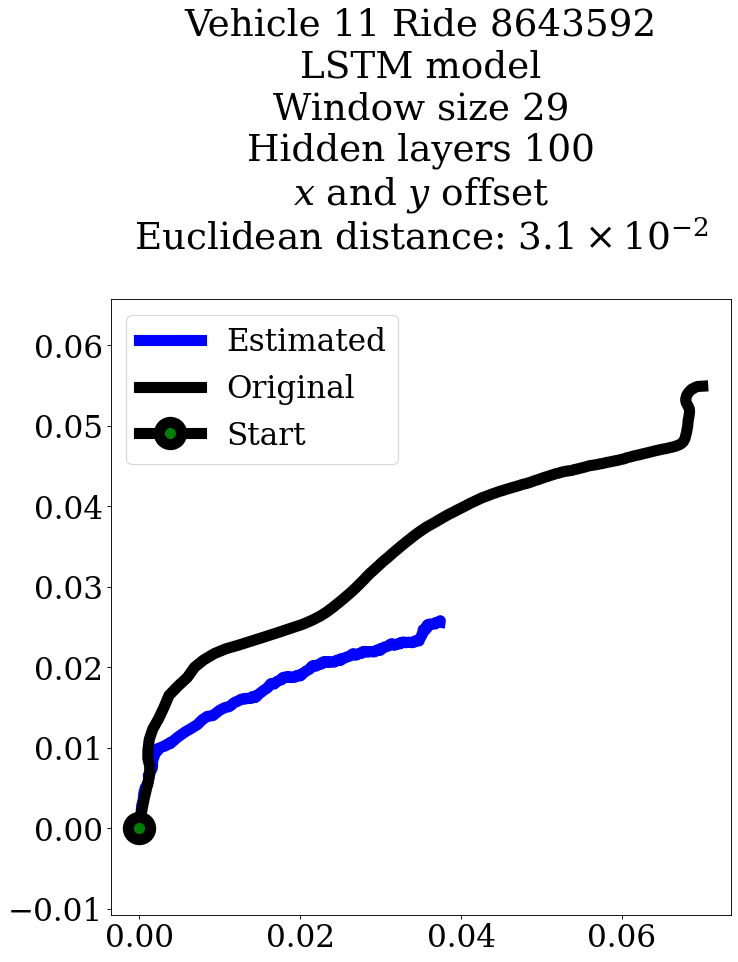 Vehicle 11 Ride 8643592
LSTM model
Window size 29
Hidden layers 100
x and y offset
Euclidean distance: 3.1 × 10⁻²
Estimated
Original
Start
0.06
0.05
0.04
0.03
0.02
0.01
0.00
−0.01
0.00 0.02 0.04 0.06